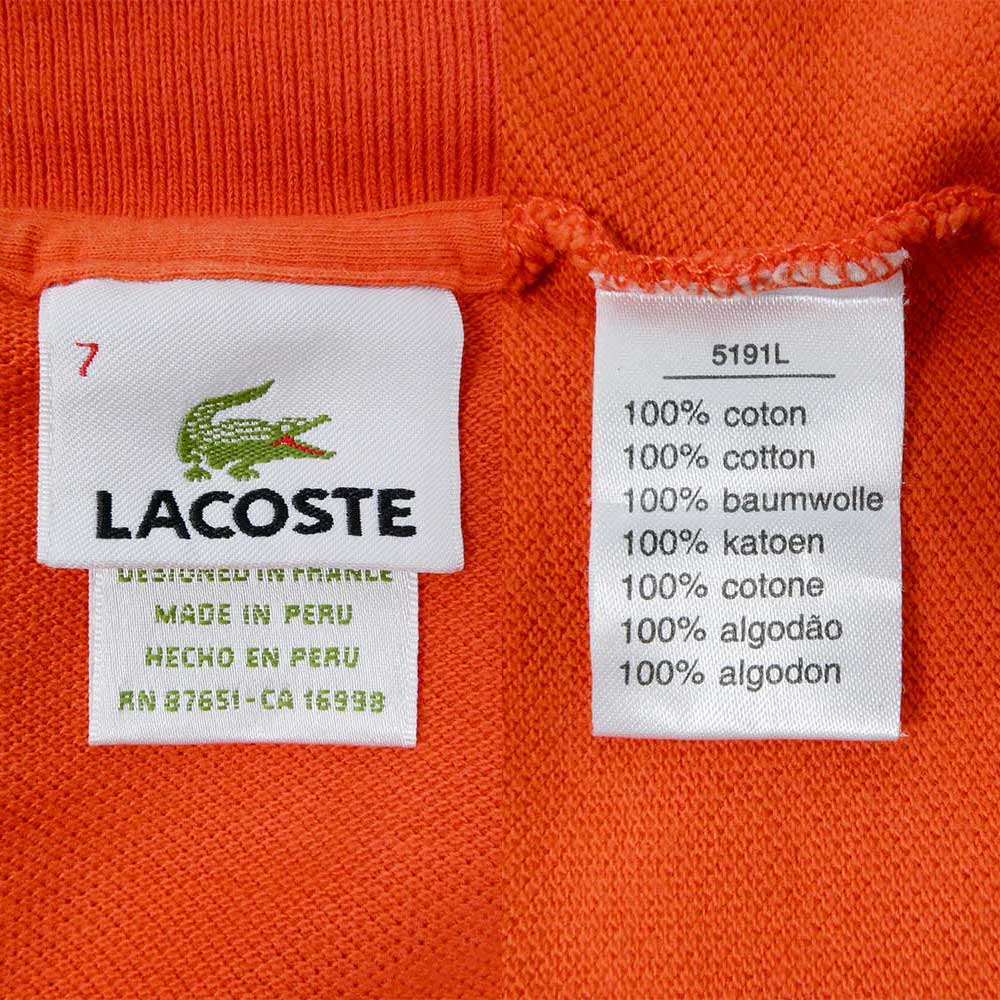 7
LACOSTE
DESIGNED IN FRANCE
MADE IN PERU
HECHO EN PERU
RN 87651-CA 16998
5191L
100% coton
100% cotton
100% baumwolle
100% katoen
100% cotone
100% algodão
100% algodon